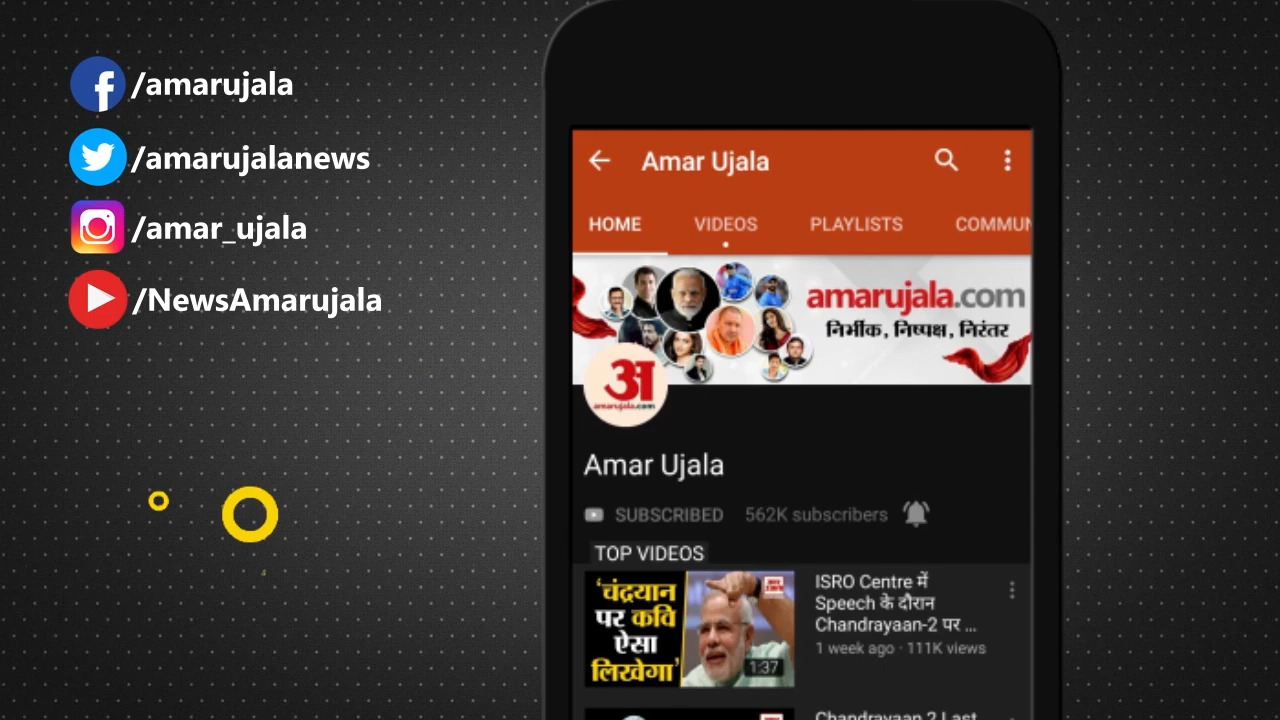 /amarujala
/amarujalanews
/amar_ujala
/NewsAmarujala
Amar Ujala
HOME VIDEOS PLAYLISTS COMMUN
amarujala.com
निर्भीक, निष्पक्ष, निरंतर
अ
amarujala.com
Amar Ujala
SUBSCRIBED 562K subscribers
TOP VIDEOS
'चंद्रयान
पर कवि
ऐसा
लिखेगा'
1:37
ISRO Centre में
Speech के दौरान
Chandrayaan-2 पर ...
1 week ago · 111K views
Chandrayaan 2 Last